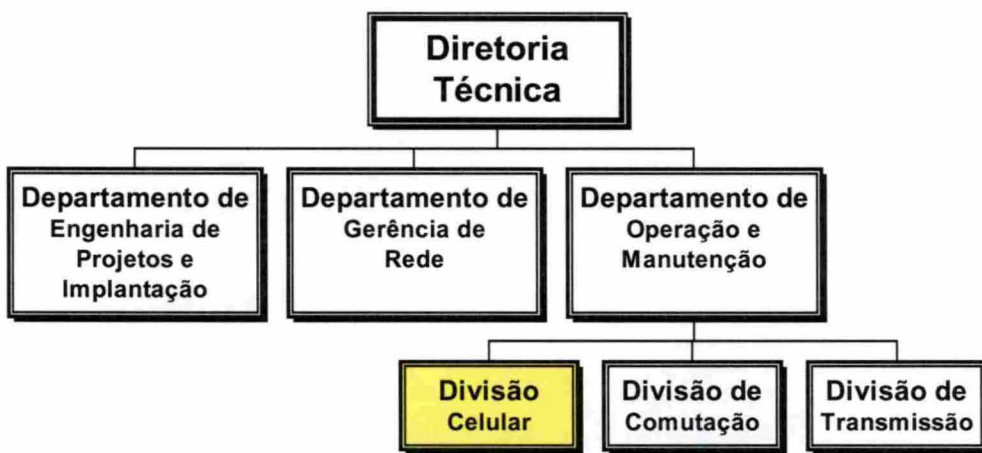 Diretoria
Técnica
Departamento de
Engenharia de
Projetos e
Implantação
Departamento de
Gerência de
Rede
Departamento de
Operação e
Manutenção
Divisão
Celular
Divisão de
Comutação
Divisão de
Transmissão